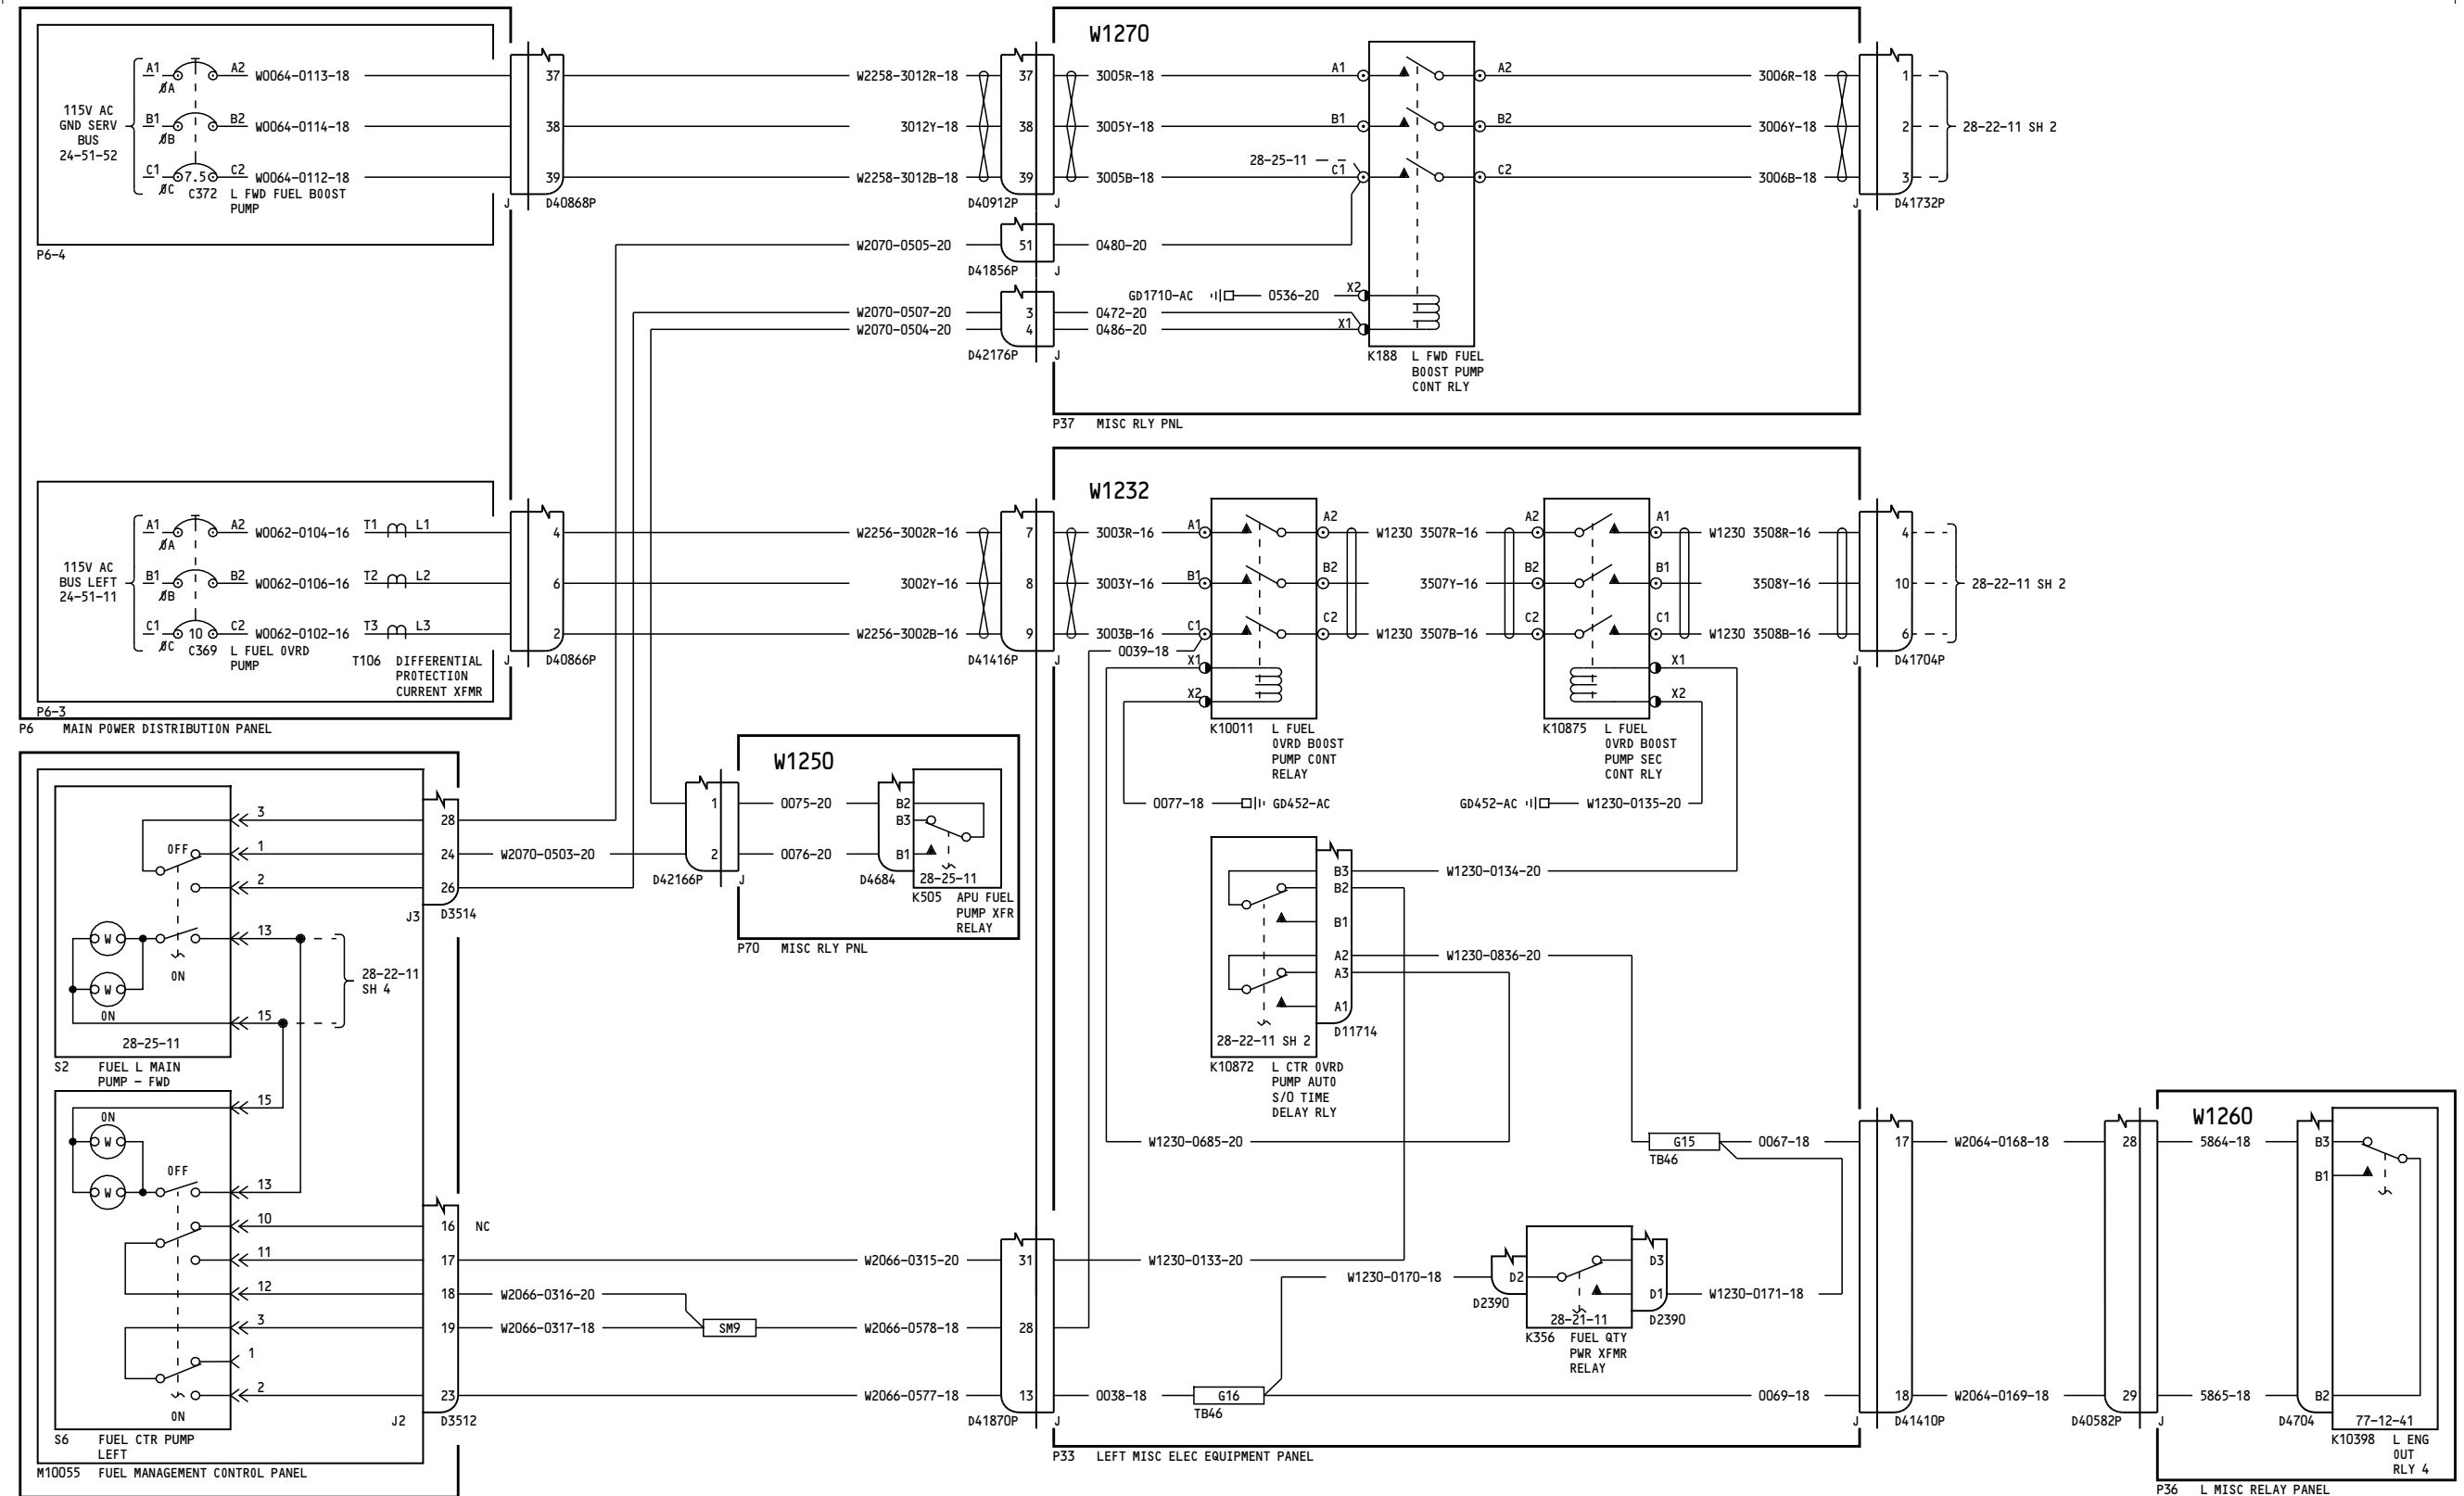 W1270
A1
A2
W0064-0113-18
ØA
37
W2258-3012R-18
37
3005R-18
A1
A2
3006R-18
1
115V AC
GND SERV
BUS
24-51-52
B1
B2
W0064-0114-18
ØB
38
3012Y-18
38
3005Y-18
B1
B2
3006Y-18
2
28-22-11 SH 2
28-25-11
C1
7.5
C2
W0064-0112-18
ØC
C372
L FWD FUEL BOOST
PUMP
39
W2258-3012B-18
39
3005B-18
C1
C2
3006B-18
3
J
D40868P
D40912P
J
J
D41732P
P6-4
W2070-0505-20
51
0480-20
D41856P
J
GD1710-AC
0536-20
X2
W2070-0507-20
3
0472-20
W2070-0504-20
4
0486-20
X1
D42176P
J
K188
L FWD FUEL
BOOST PUMP
CONT RLY
P37
MISC RLY PNL
W1232
A1
A2
W0062-0104-16
T1
L1
ØA
4
W2256-3002R-16
7
3003R-16
A1
A2
W1230 3507R-16
A2
A1
W1230 3508R-16
4
115V AC
BUS LEFT
24-51-11
B1
B2
W0062-0106-16
T2
L2
ØB
6
3002Y-16
8
3003Y-16
B1
B2
3507Y-16
B2
B1
3508Y-16
10
28-22-11 SH 2
C1
10
C2
W0062-0102-16
T3
L3
ØC
C369
L FUEL OVRD
PUMP
T106
DIFFERENTIAL
PROTECTION
CURRENT XFMR
2
W2256-3002B-16
9
3003B-16
C1
C2
W1230 3507B-16
C2
C1
W1230 3508B-16
6
J
D40866P
D41416P
J
0039-18
X1
X2
X1
X2
J
D41704P
P6-3
P6
MAIN POWER DISTRIBUTION PANEL
K10011
L FUEL
OVRD BOOST
PUMP CONT
RELAY
K10875
L FUEL
OVRD BOOST
PUMP SEC
CONT RLY
W1250
0077-18
GD452-AC
GD452-AC
W1230-0135-20
3
28
1
0075-20
B2
B3
OFF
1
24
W2070-0503-20
2
0076-20
B1
2
26
D42166P
J
D4684
28-25-11
K505
APU FUEL
PUMP XFR
RELAY
J3
D3514
P70
MISC RLY PNL
W
13
ON
28-22-11
SH 4
W
ON
15
28-25-11
S2
FUEL L MAIN
PUMP - FWD
B3
W1230-0134-20
B2
B1
A2
W1230-0836-20
A3
A1
D11714
28-22-11 SH 2
K10872
L CTR OVRD
PUMP AUTO
S/O TIME
DELAY RLY
15
ON
W
W1230-0685-20
G15
0067-18
17
W2064-0168-18
28
5864-18
B3
TB46
W1260
B1
OFF
W
13
10
16
NC
11
17
W2066-0315-20
31
W1230-0133-20
12
18
W2066-0316-20
W1230-0170-18
D2
D3
D1
W1230-0171-18
D2390
D2390
28-21-11
K356
FUEL QTY
PWR XFMR
RELAY
3
19
W2066-0317-18
SM9
W2066-0578-18
28
1
2
23
W2066-0577-18
13
0038-18
G16
TB46
0069-18
18
W2064-0169-18
29
5865-18
B2
ON
J2
D3512
D41870P
J
J
D41410P
D40582P
J
D4704
77-12-41
K10398
L ENG
OUT
RLY 4
S6
FUEL CTR PUMP
LEFT
M10055
FUEL MANAGEMENT CONTROL PANEL
P33
LEFT MISC ELEC EQUIPMENT PANEL
P36
L MISC RELAY PANEL